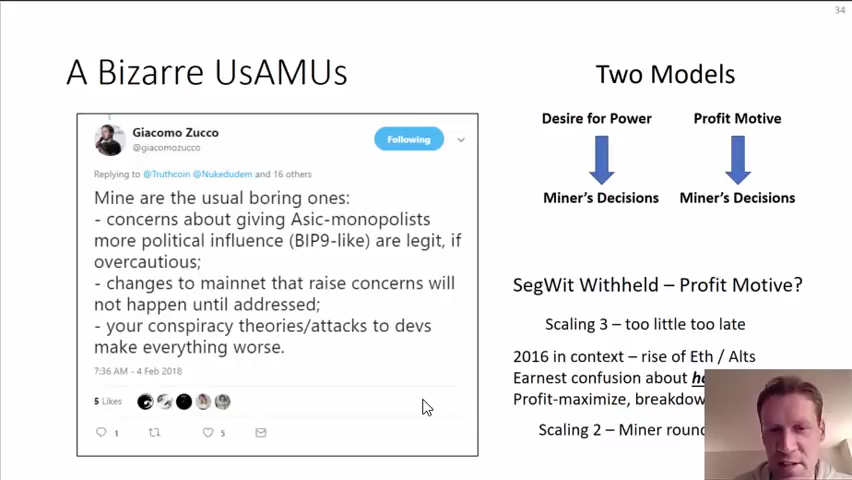 34
A Bizarre UsAMUs
Giacomo Zucco
@giacomozucco
Following
Replying to @Truthcoin @Nukedudem and 16 others
Mine are the usual boring ones:
- concerns about giving Asic-monopolists
more political influence (BIP9-like) are legit, if
overcautious;
- changes to mainnet that raise concerns will
not happen until addressed;
- your conspiracy theories/attacks to devs
make everything worse.
7:36 AM - 4 Feb 2018
5 Likes
1
5
Two Models
Desire for Power
Profit Motive
Miner's Decisions
Miner's Decisions
SegWit Withheld – Profit Motive?
Scaling 3 – too little too late
2016 in context – rise of Eth / Alts
Earnest confusion about
Profit-maximize,
Scaling 2 – Miner